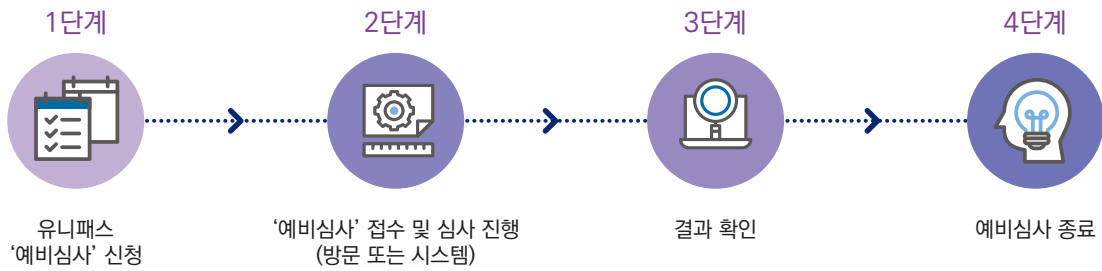 1단계
2단계
3단계
4단계
유니패스
‘예비심사’ 신청
‘예비심사’ 접수 및 심사 진행
(방문 또는 시스템)
결과 확인
예비심사 종료